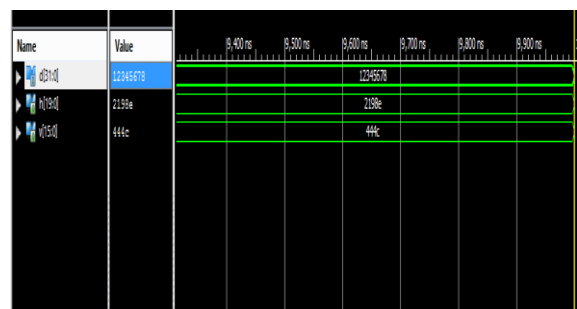 Name Value 9,400 ns 9,500 ns 9,600 ns 9,700 ns 9,800 ns 9,900 ns
d[31:0] 12345678 12345678
h[19:0] 2198e 2198e
v[15:0] 444c 444c